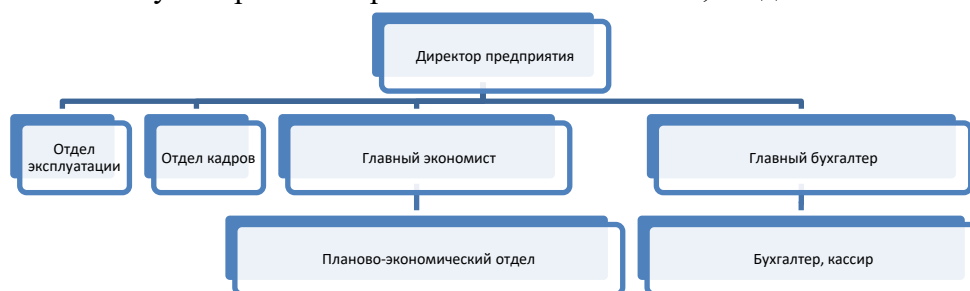 Директор предприятия
Отдел
эксплуатации
Отдел кадров
Главный экономист
Главный бухгалтер
Планово-экономический отдел
Бухгалтер, кассир